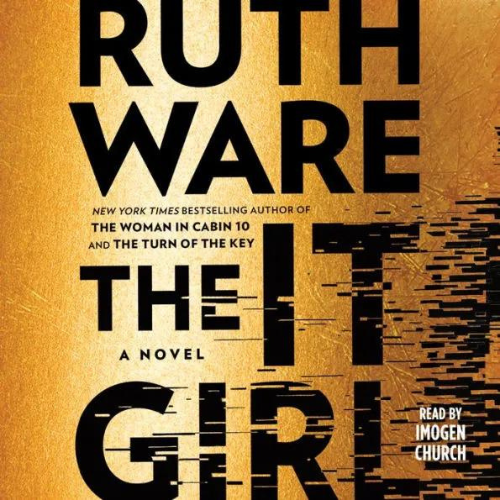 RUTH
WARE
NEW YORK TIMES BESTSELLING AUTHOR OF
THE WOMAN IN CABIN 10
AND THE TURN OF THE KEY
THE IT
A NOVEL
GIRL
READ BY
IMOGEN
CHURCH